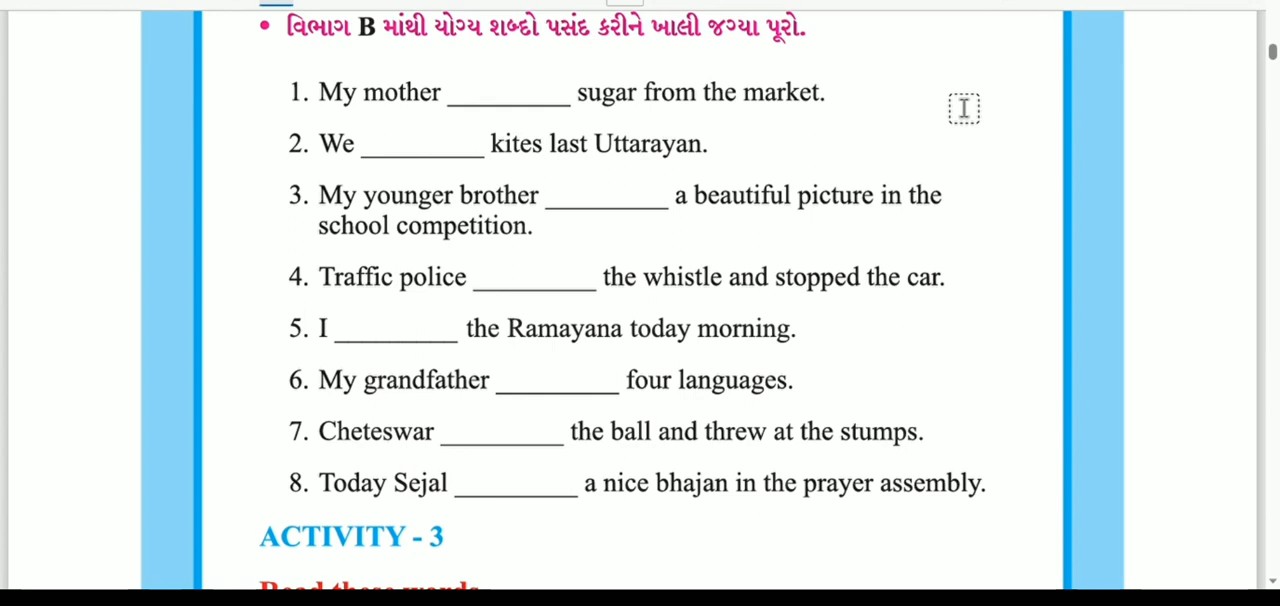 • વિભાગ B માંથી યોગ્ય શબ્દો પસંદ કરીને ખાલી જગ્યા પૂરો.
1. My mother _________ sugar from the market.
2. We _________ kites last Uttarayan.
3. My younger brother _________ a beautiful picture in the
school competition.
4. Traffic police _________ the whistle and stopped the car.
5. I _________ the Ramayana today morning.
6. My grandfather _________ four languages.
7. Cheteswar _________ the ball and threw at the stumps.
8. Today Sejal _________ a nice bhajan in the prayer assembly.
ACTIVITY - 3
Read these words